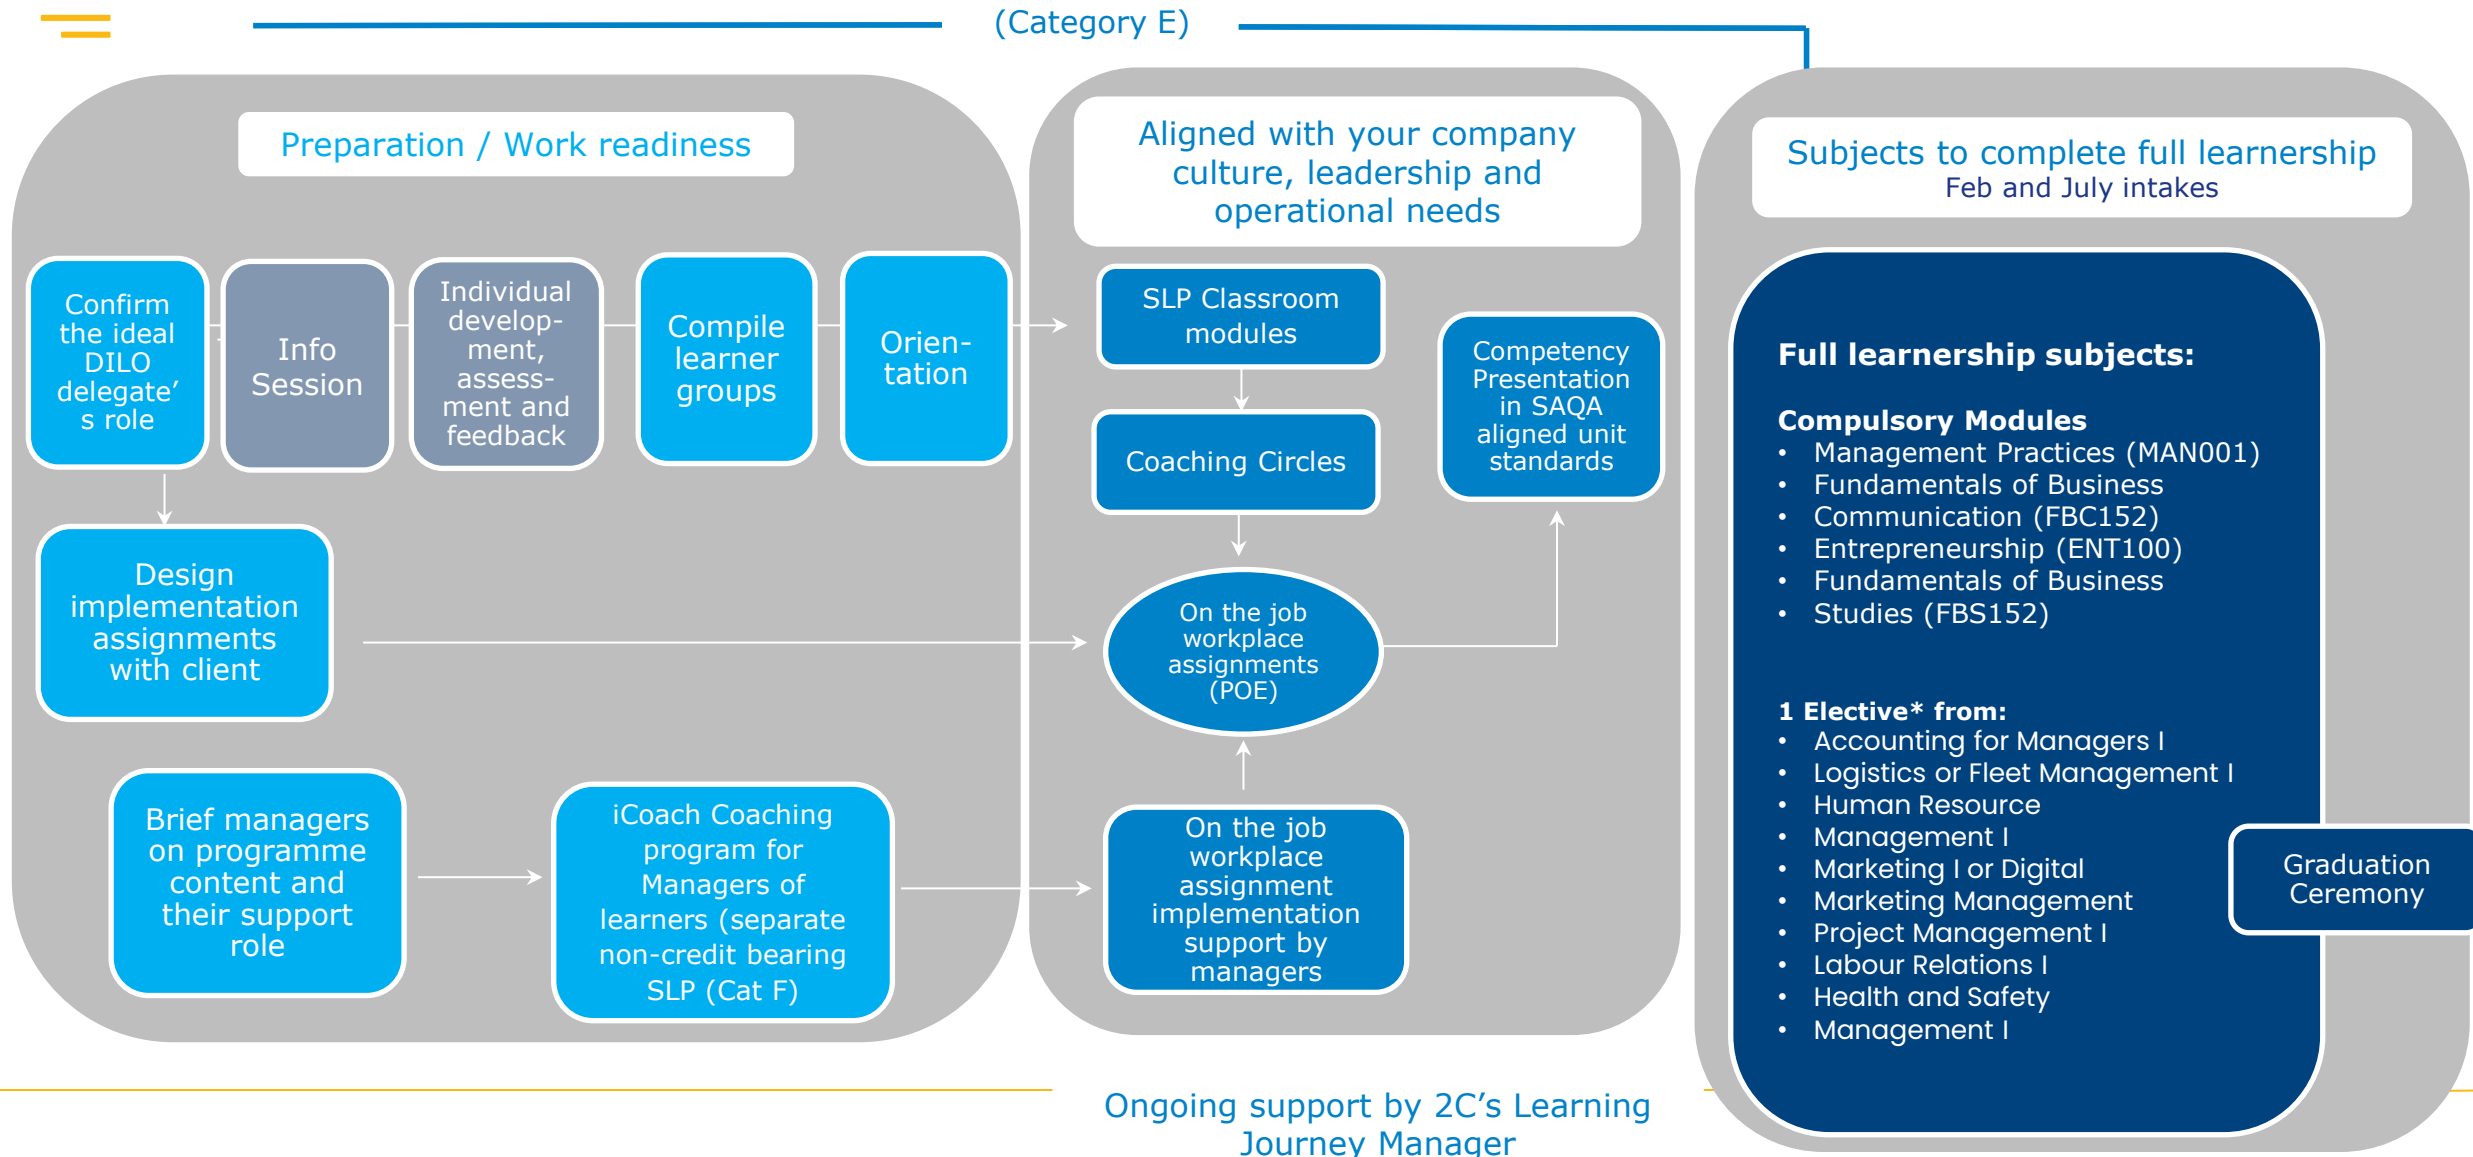 (Category E)
Preparation / Work readiness
Confirm
the ideal
DILO
delegate’
s role
Info
Session
Individual
develop-
ment,
assess-
ment and
feedback
Compile
learner
groups
Orien-
tation
Design
implementation
assignments
with client
Brief managers
on programme
content and
their support
role
iCoach Coaching
program for
Managers of
learners (separate
non-credit bearing
SLP (Cat F)
Aligned with your company
culture, leadership and
operational needs
SLP Classroom
modules
Coaching Circles
On the job
workplace
assignments
(POE)
On the job
workplace
assignment
implementation
support by
managers
Competency
Presentation
in SAQA
aligned unit
standards
Subjects to complete full learnership
Feb and July intakes
Full learnership subjects:
Compulsory Modules
• Management Practices (MAN001)
• Fundamentals of Business
• Communication (FBC152)
• Entrepreneurship (ENT100)
• Fundamentals of Business
• Studies (FBS152)
1 Elective* from:
• Accounting for Managers I
• Logistics or Fleet Management I
• Human Resource
• Management I
• Marketing I or Digital
• Marketing Management
• Project Management I
• Labour Relations I
• Health and Safety
• Management I
Graduation
Ceremony
Ongoing support by 2C’s Learning
Journey Manager